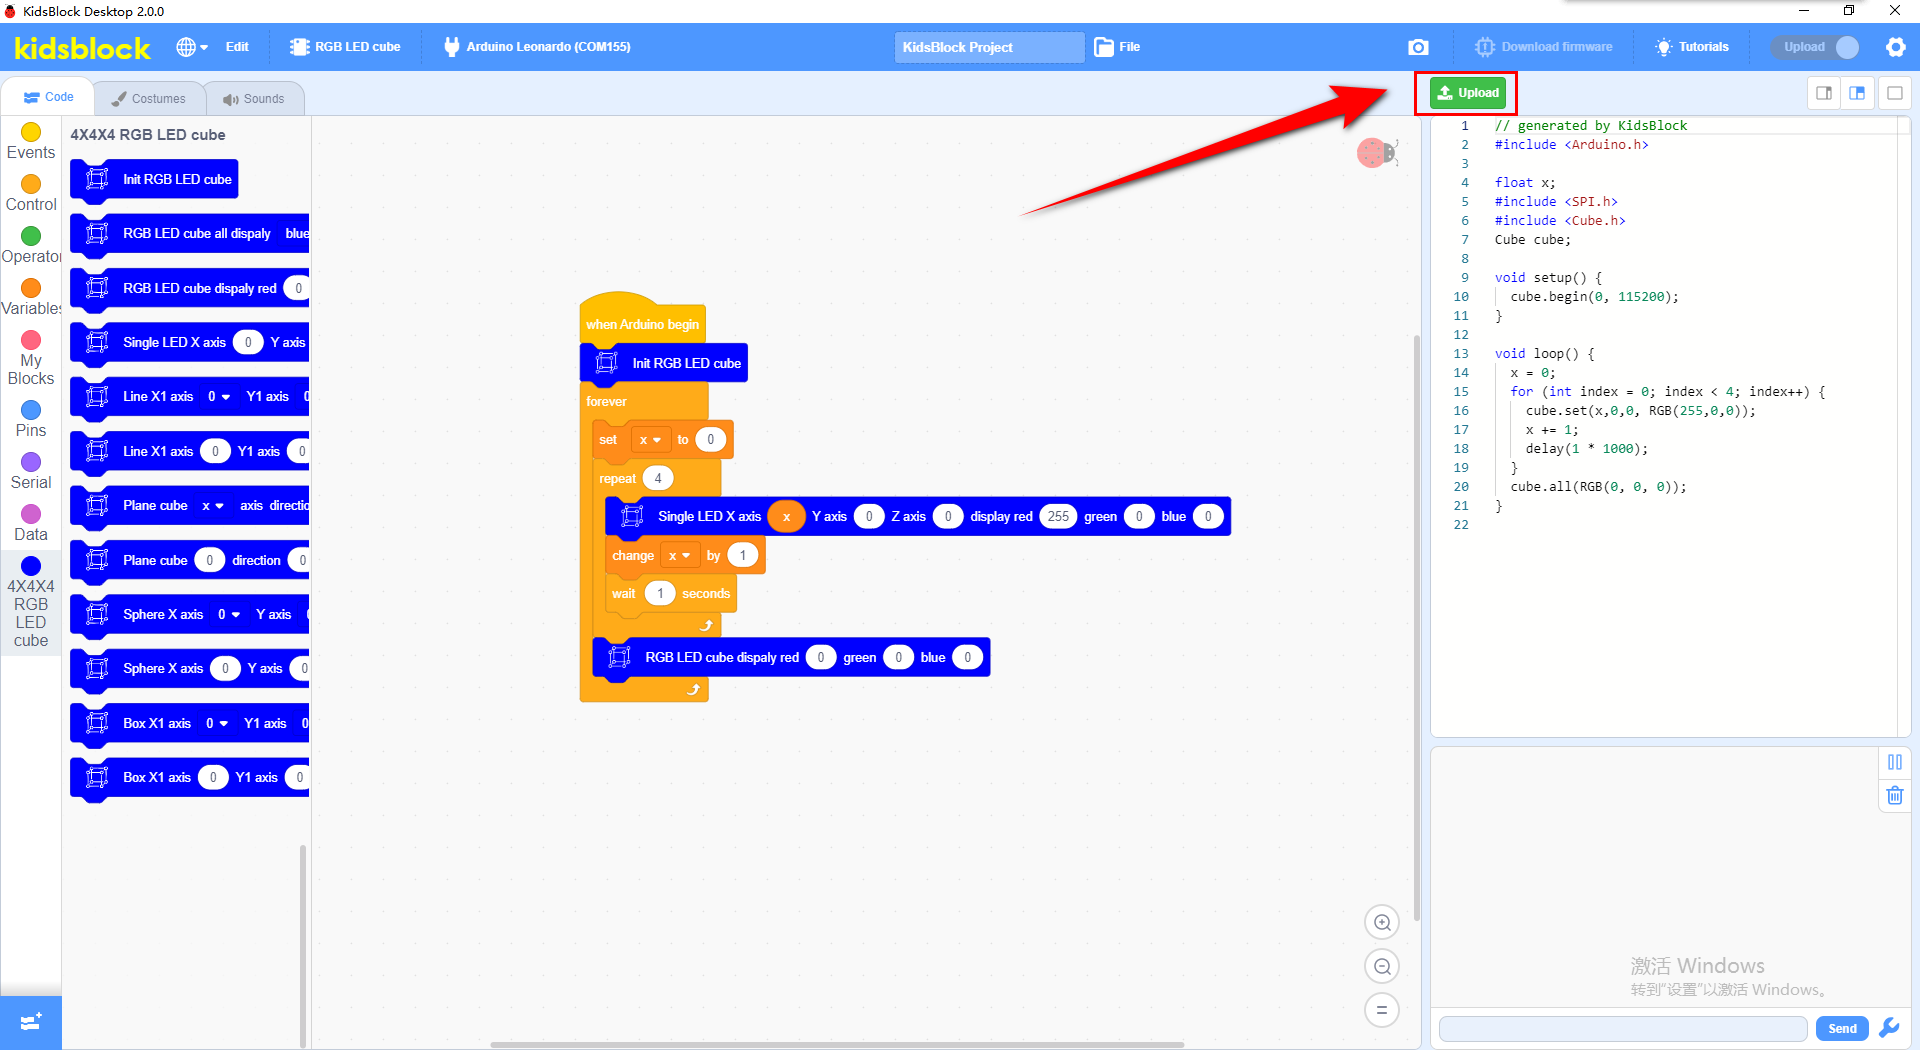 KidsBlock Desktop 2.0.0
kidsblock
Edit
RGB LED cube
Arduino Leonardo (COM155)
KidsBlock Project
File
Download firmware
Tutorials
Upload
Code
Costumes
Sounds
Upload
Events
Control
Operator
Variables
My
Blocks
Pins
Serial
Data
4X4X4
RGB
LED
cube
4X4X4 RGB LED cube
Init RGB LED cube
RGB LED cube all dispaly blue
RGB LED cube dispaly red 0
Single LED X axis 0 Y axis
Line X1 axis 0 Y1 axis 0
Line X1 axis 0 Y1 axis 0
Plane cube x axis directio
Plane cube 0 direction 0
Sphere X axis 0 Y axis
Sphere X axis 0 Y axis 0
Box X1 axis 0 Y1 axis 0
Box X1 axis 0 Y1 axis 0
when Arduino begin
Init RGB LED cube
forever
set x to 0
repeat 4
Single LED X axis x Y axis 0 Z axis 0 display red 255 green 0 blue 0
change x by 1
wait 1 seconds
RGB LED cube dispaly red 0 green 0 blue 0
1 // generated by KidsBlock
2 #include <Arduino.h>
3
4 float x;
5 #include <SPI.h>
6 #include <Cube.h>
7 Cube cube;
8
9 void setup() {
10 cube.begin(0, 115200);
11 }
12
13 void loop() {
14 x = 0;
15 for (int index = 0; index < 4; index++) {
16 cube.set(x,0,0, RGB(255,0,0));
17 x += 1;
18 delay(1 * 1000);
19 }
20 cube.all(RGB(0, 0, 0));
21 }
22
激活 Windows
转到"设置"以激活 Windows。
Send